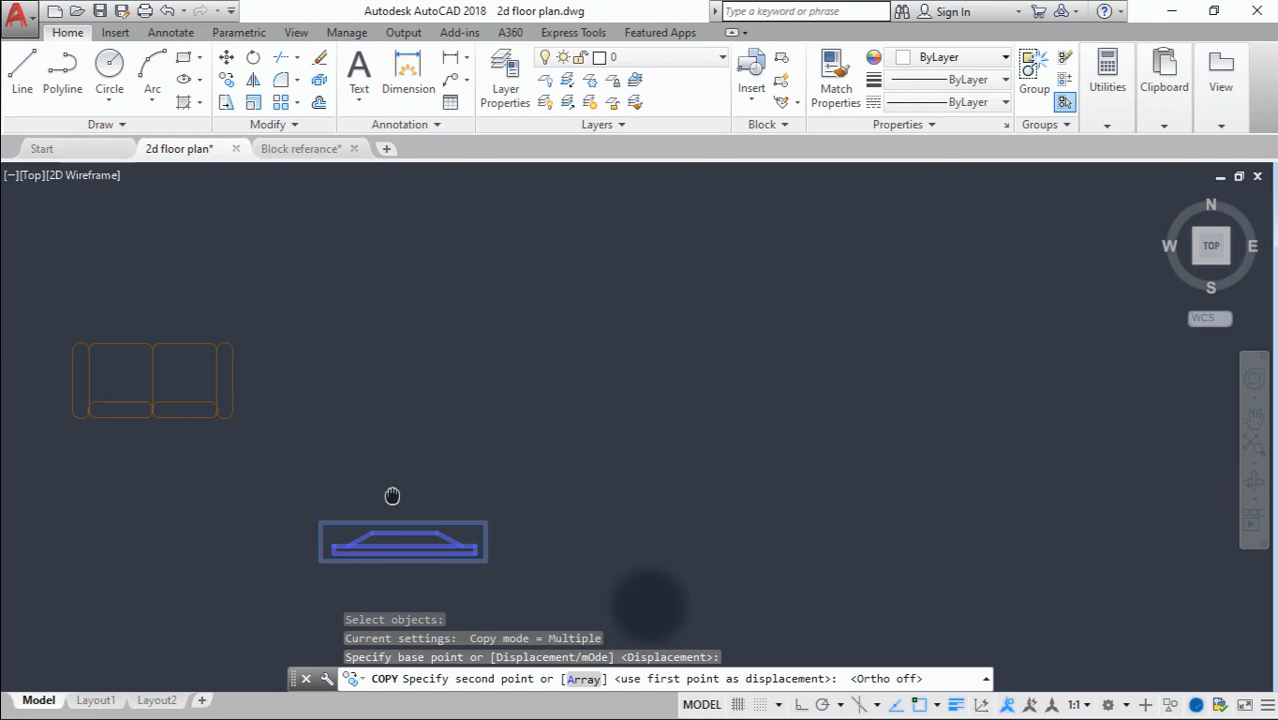 Autodesk AutoCAD 2018 2d floor plan.dwg
Type a keyword or phrase
Sign In
Home Insert Annotate Parametric View Manage Output Add-ins A360 Express Tools Featured Apps
Line
Polyline
Circle
Arc
Text
Dimension
Layer
Properties
0
Insert
Match
Properties
ByLayer
ByLayer
ByLayer
Group
Utilities
Clipboard
View
Draw
Modify
Annotation
Layers
Block
Properties
Groups
Start
2d floor plan*
Block referance*
[−][Top][2D Wireframe]
N
W
TOP
E
S
WCS
Select objects:
Current settings: Copy mode = Multiple
Specify base point or [Displacement/mOde] <Displacement>:
COPY Specify second point or [Array] <use first point as displacement>: <Ortho off>
Model Layout1 Layout2
MODEL
1:1